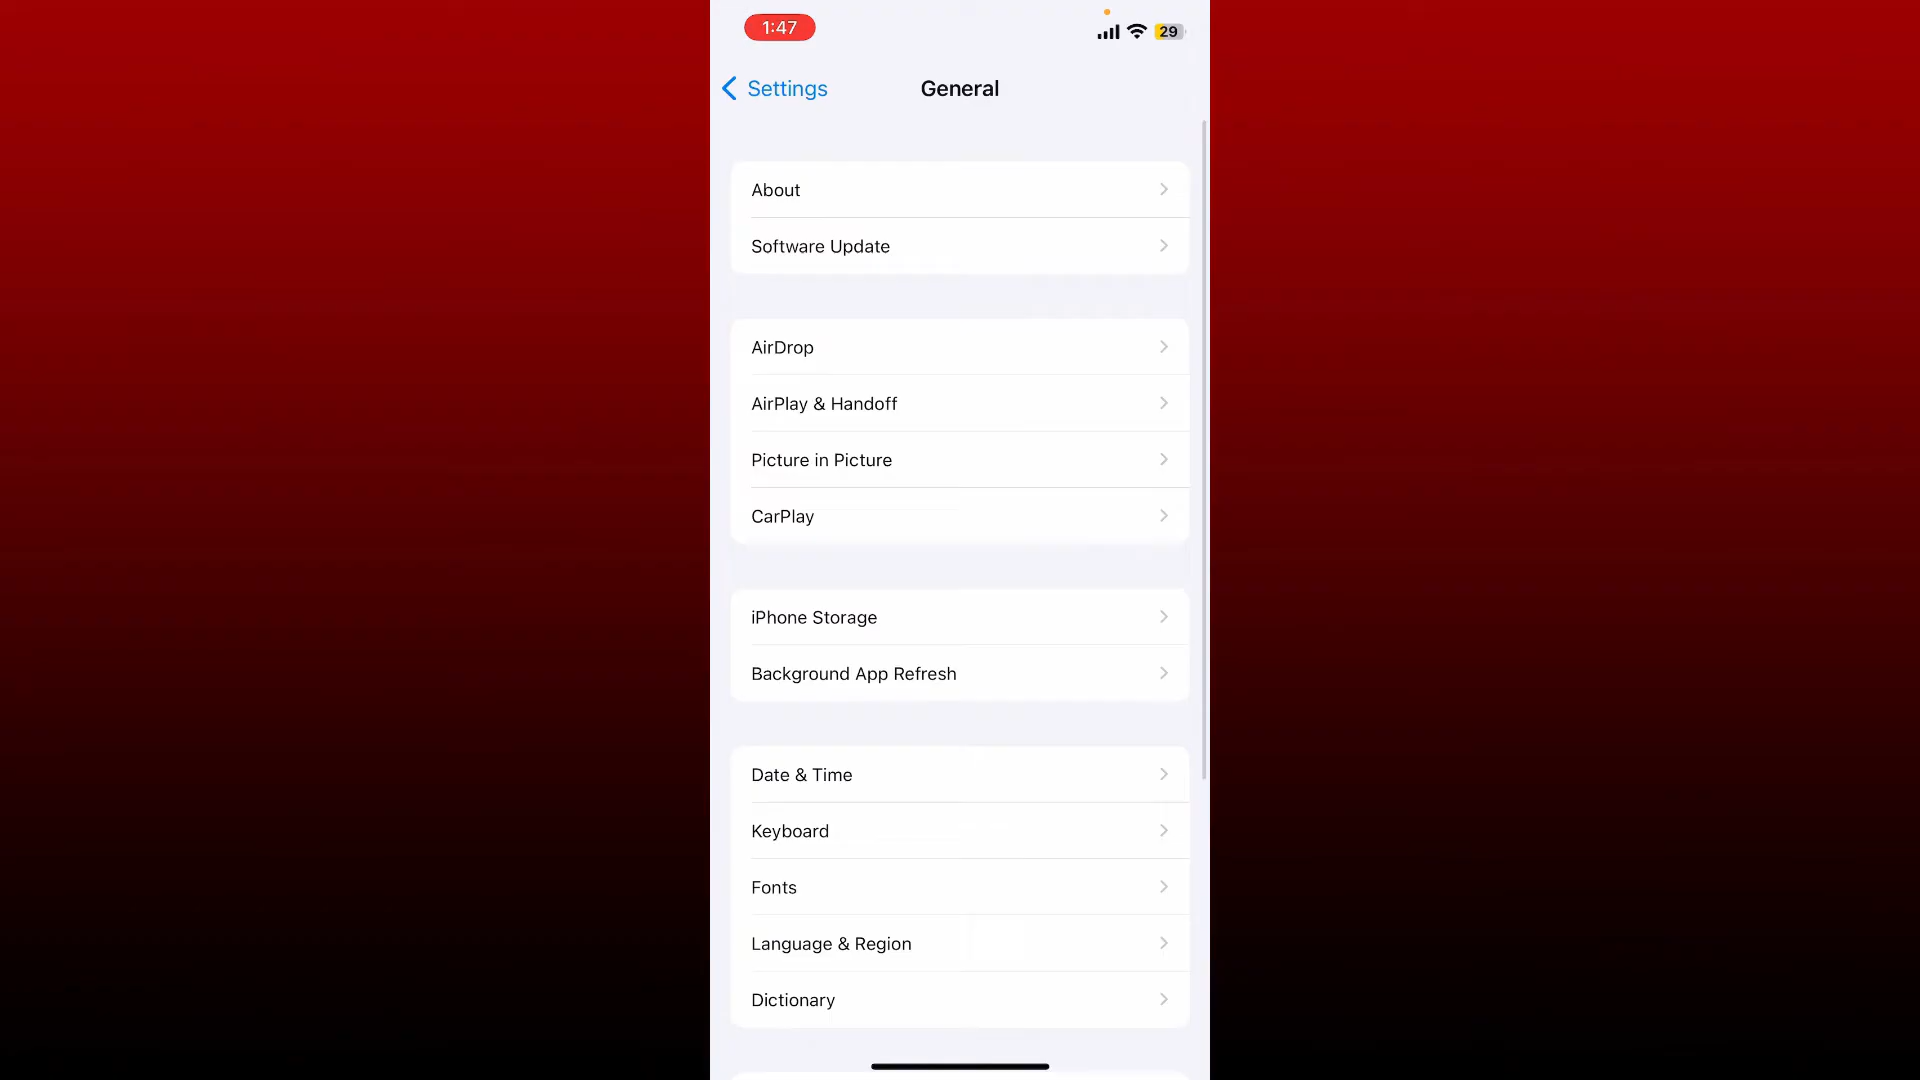 1:47
29
Settings
General
About
Software Update
AirDrop
AirPlay & Handoff
Picture in Picture
CarPlay
iPhone Storage
Background App Refresh
Date & Time
Keyboard
Fonts
Language & Region
Dictionary